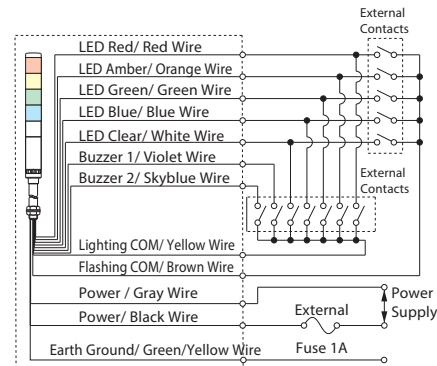 External
Contacts
LED Red/ Red Wire
LED Amber/ Orange Wire
LED Green/ Green Wire
LED Blue/ Blue Wire
LED Clear/ White Wire
Buzzer 1/ Violet Wire
Buzzer 2/ Skyblue Wire
External
Contacts
Lighting COM/ Yellow Wire
Flashing COM/ Brown Wire
Power / Gray Wire
Power/ Black Wire
Power
Supply
External
Fuse 1A
Earth Ground/ Green/Yellow Wire